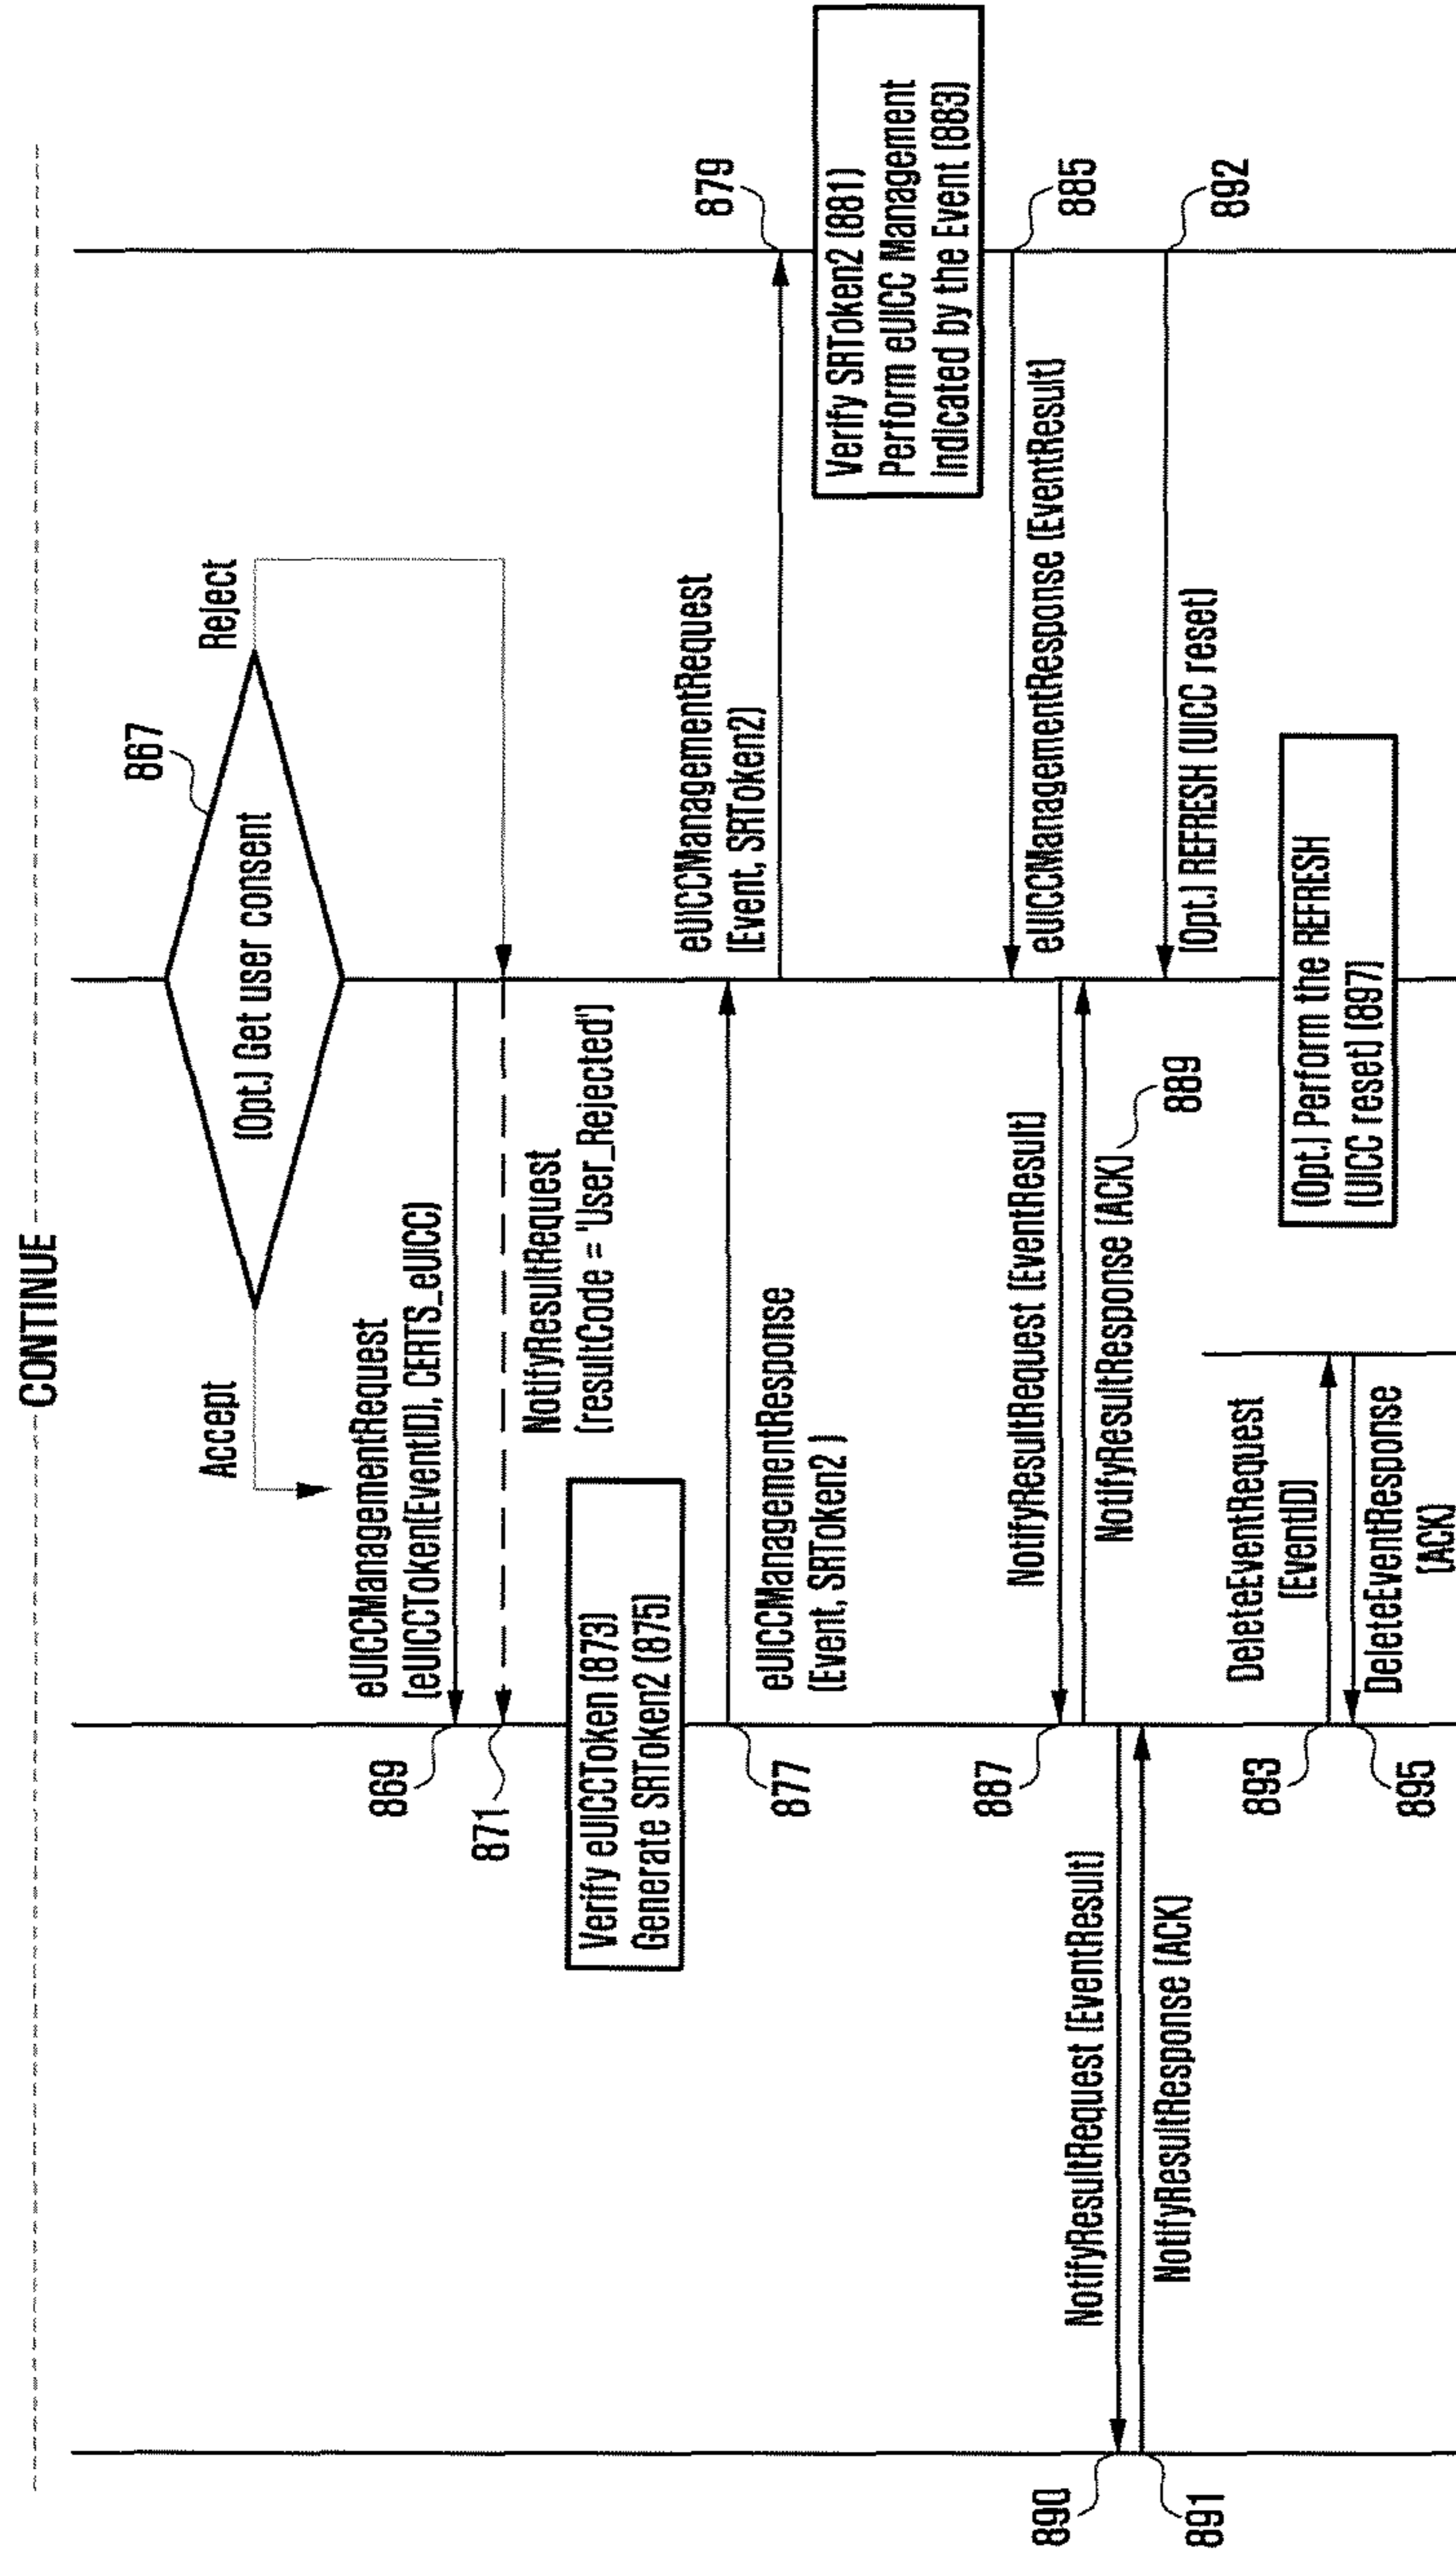 CONTINUE
867
(Opt.) Get user consent
Accept
Reject
eUICCManagementRequest
(eUICCToken(EventID), CERTS_eUICC)
869
NotifyResultRequest
(resultCode = 'User_Rejected')
871
Verify eUICCToken (873)
Generate SRToken2 (875)
eUICCManagementResponse
(Event, SRToken2 )
877
eUICCManagementRequest
(Event, SRToken2)
879
Verify SRToken2 (881)
Perform eUICC Management
Indicated by the Event (883)
eUICCManagementResponse (EventResult)
885
NotifyResultRequest (EventResult)
887
NotifyResultResponse (ACK)
889
NotifyResultRequest (EventResult)
890
NotifyResultResponse (ACK)
891
(Opt.) REFRESH (UICC reset)
892
DeleteEventRequest
(EventID)
893
DeleteEventResponse
(ACK)
895
(Opt.) Perform the REFRESH
(UICC reset) (897)